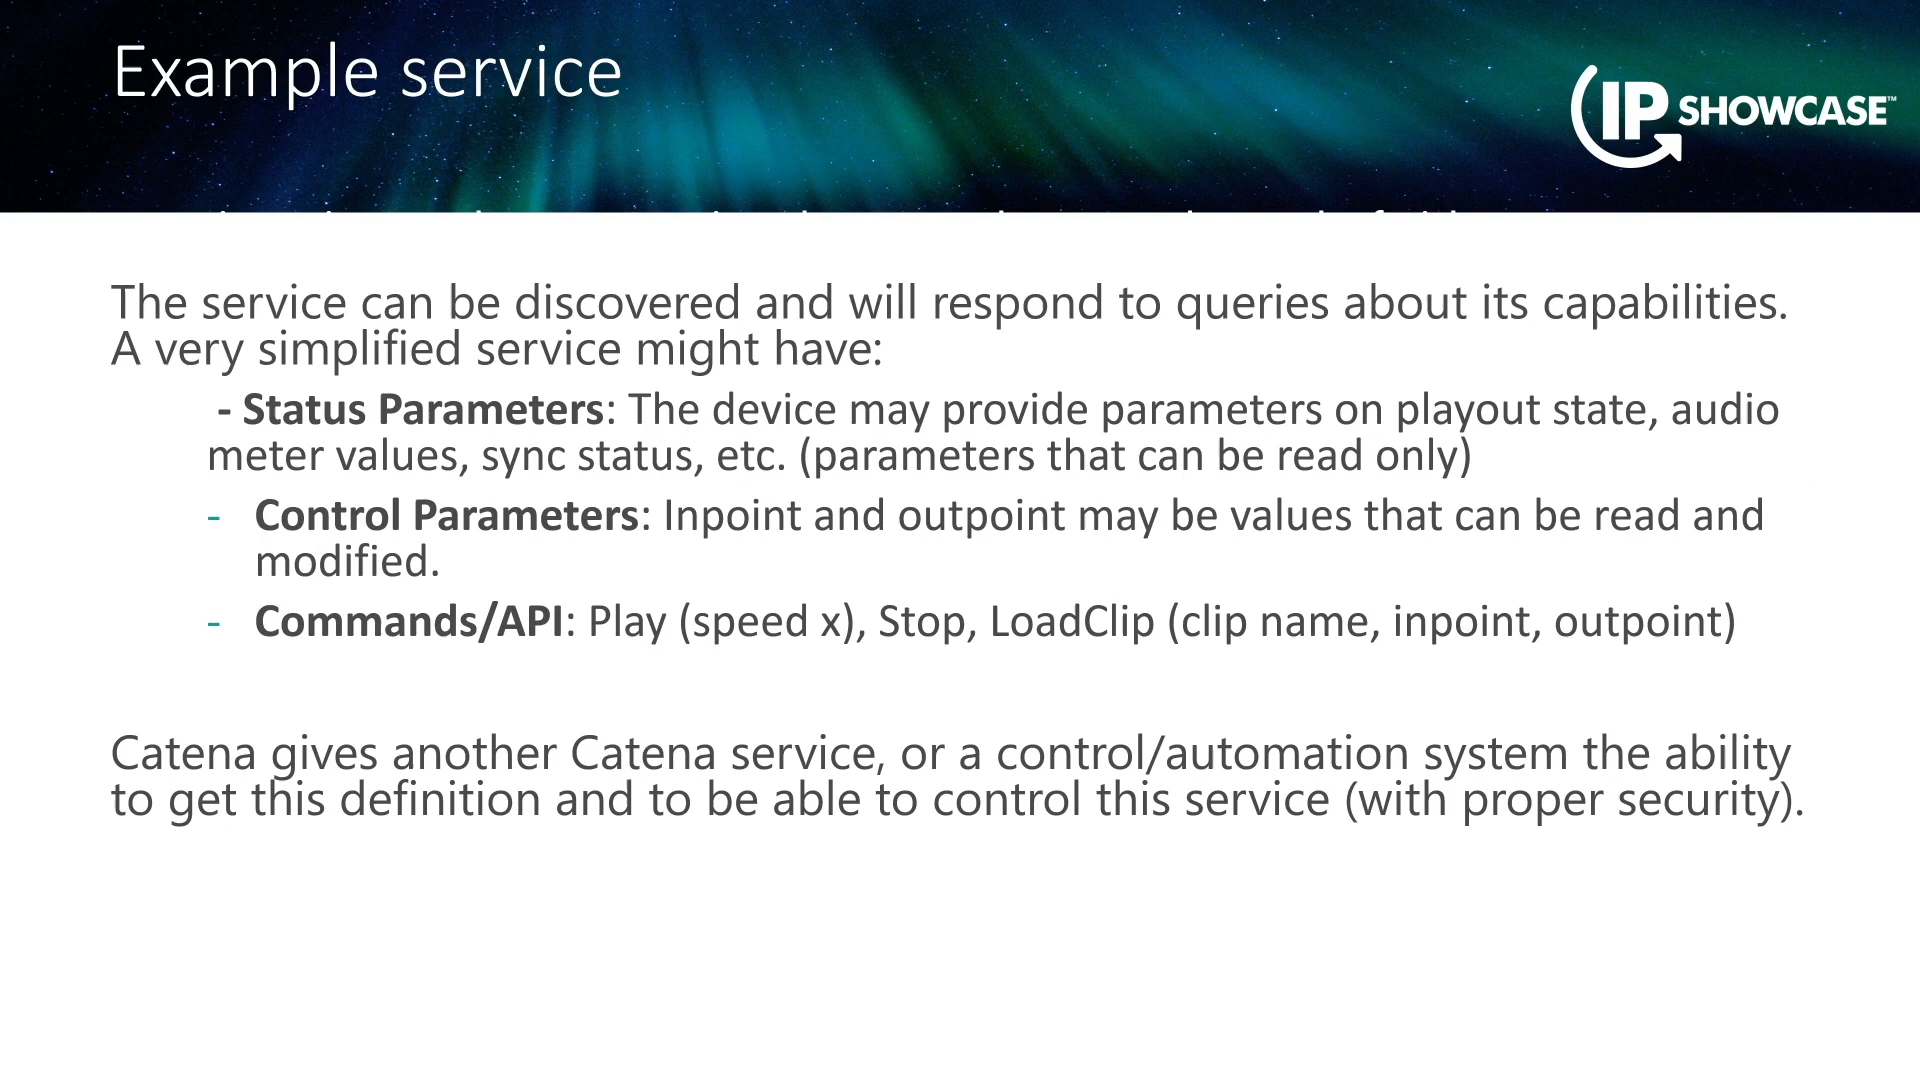 Example service
IP SHOWCASE™
The service can be discovered and will respond to queries about its capabilities.
A very simplified service might have:
- Status Parameters: The device may provide parameters on playout state, audio
meter values, sync status, etc. (parameters that can be read only)
- Control Parameters: Inpoint and outpoint may be values that can be read and
modified.
- Commands/API: Play (speed x), Stop, LoadClip (clip name, inpoint, outpoint)
Catena gives another Catena service, or a control/automation system the ability
to get this definition and to be able to control this service (with proper security).